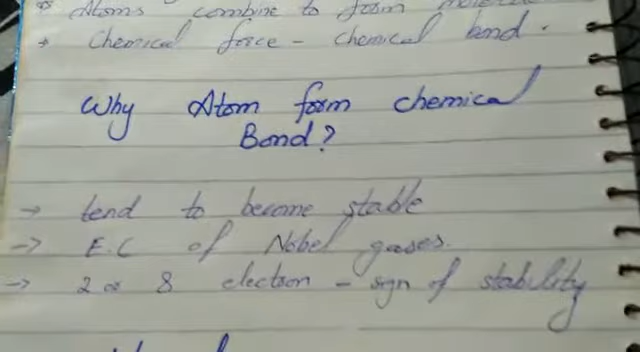 → Atoms combine to form
→ Chemical force - chemical bond.
Why Atom form chemical
Bond?
→ tend to become stable
→ E.C of Nobel gases.
→ 2 or 8 electron - sign of stability